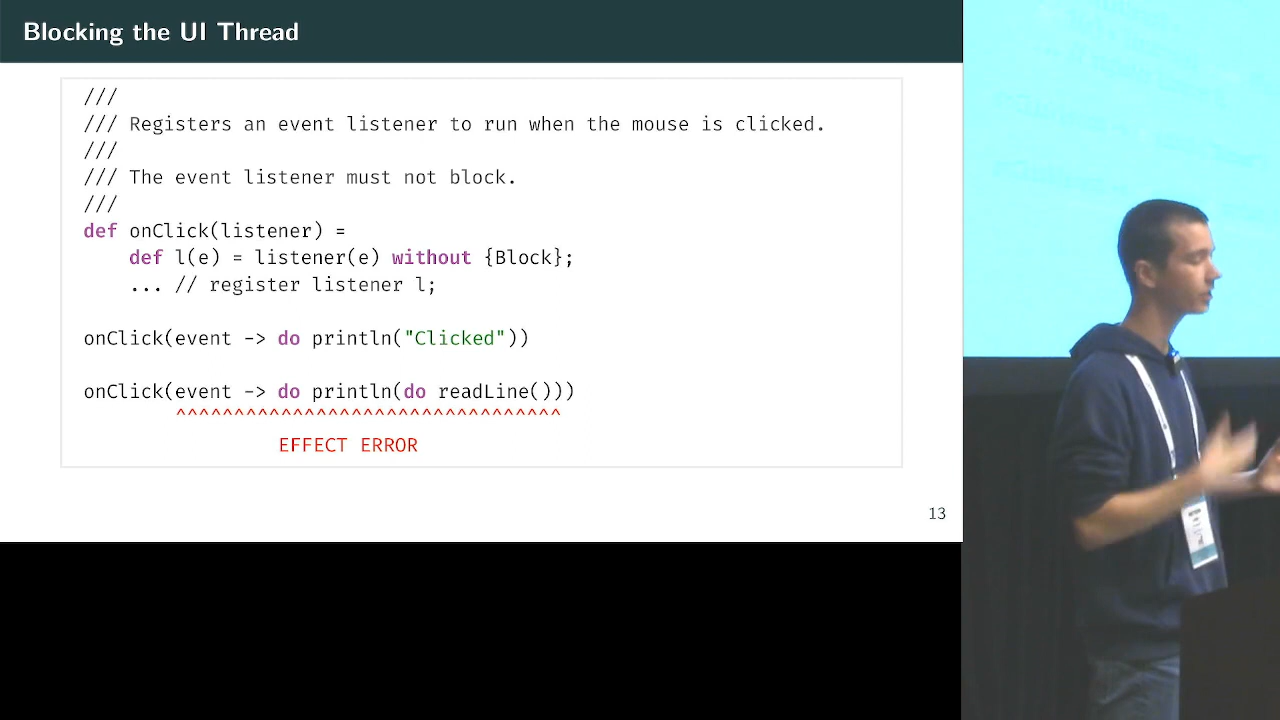 Blocking the UI Thread
///
/// Registers an event listener to run when the mouse is clicked.
///
/// The event listener must not block.
///
def onClick(listener) =
    def l(e) = listener(e) without {Block};
    ... // register listener l;
onClick(event -> do println("Clicked"))
onClick(event -> do println(do readLine()))
^^^^^^^^^^^^^^^^^^^^^^^^^^^^^^^^^
EFFECT ERROR
13